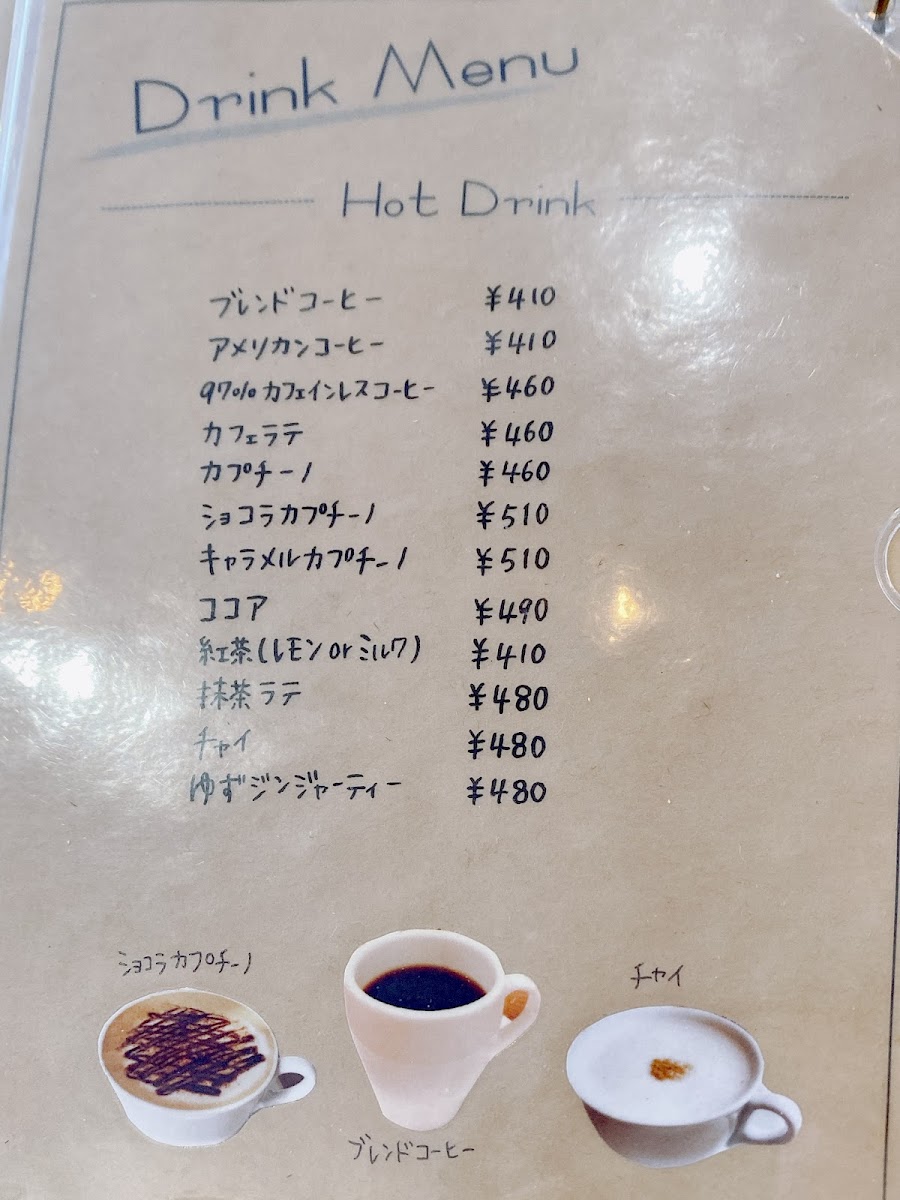 Drink Menu
Hot Drink
ブレンドコーヒー ¥410
アメリカンコーヒー ¥410
97%カフェインレスコーヒー ¥460
カフェラテ ¥460
カプチーノ ¥460
ショコラカプチーノ ¥510
キャラメルカプチーノ ¥510
ココア ¥490
紅茶(レモンorミルク) ¥410
抹茶ラテ ¥480
チャイ ¥480
ゆずジンジャーティー ¥480
ショコラカプチーノ
チャイ
ブレンドコーヒー